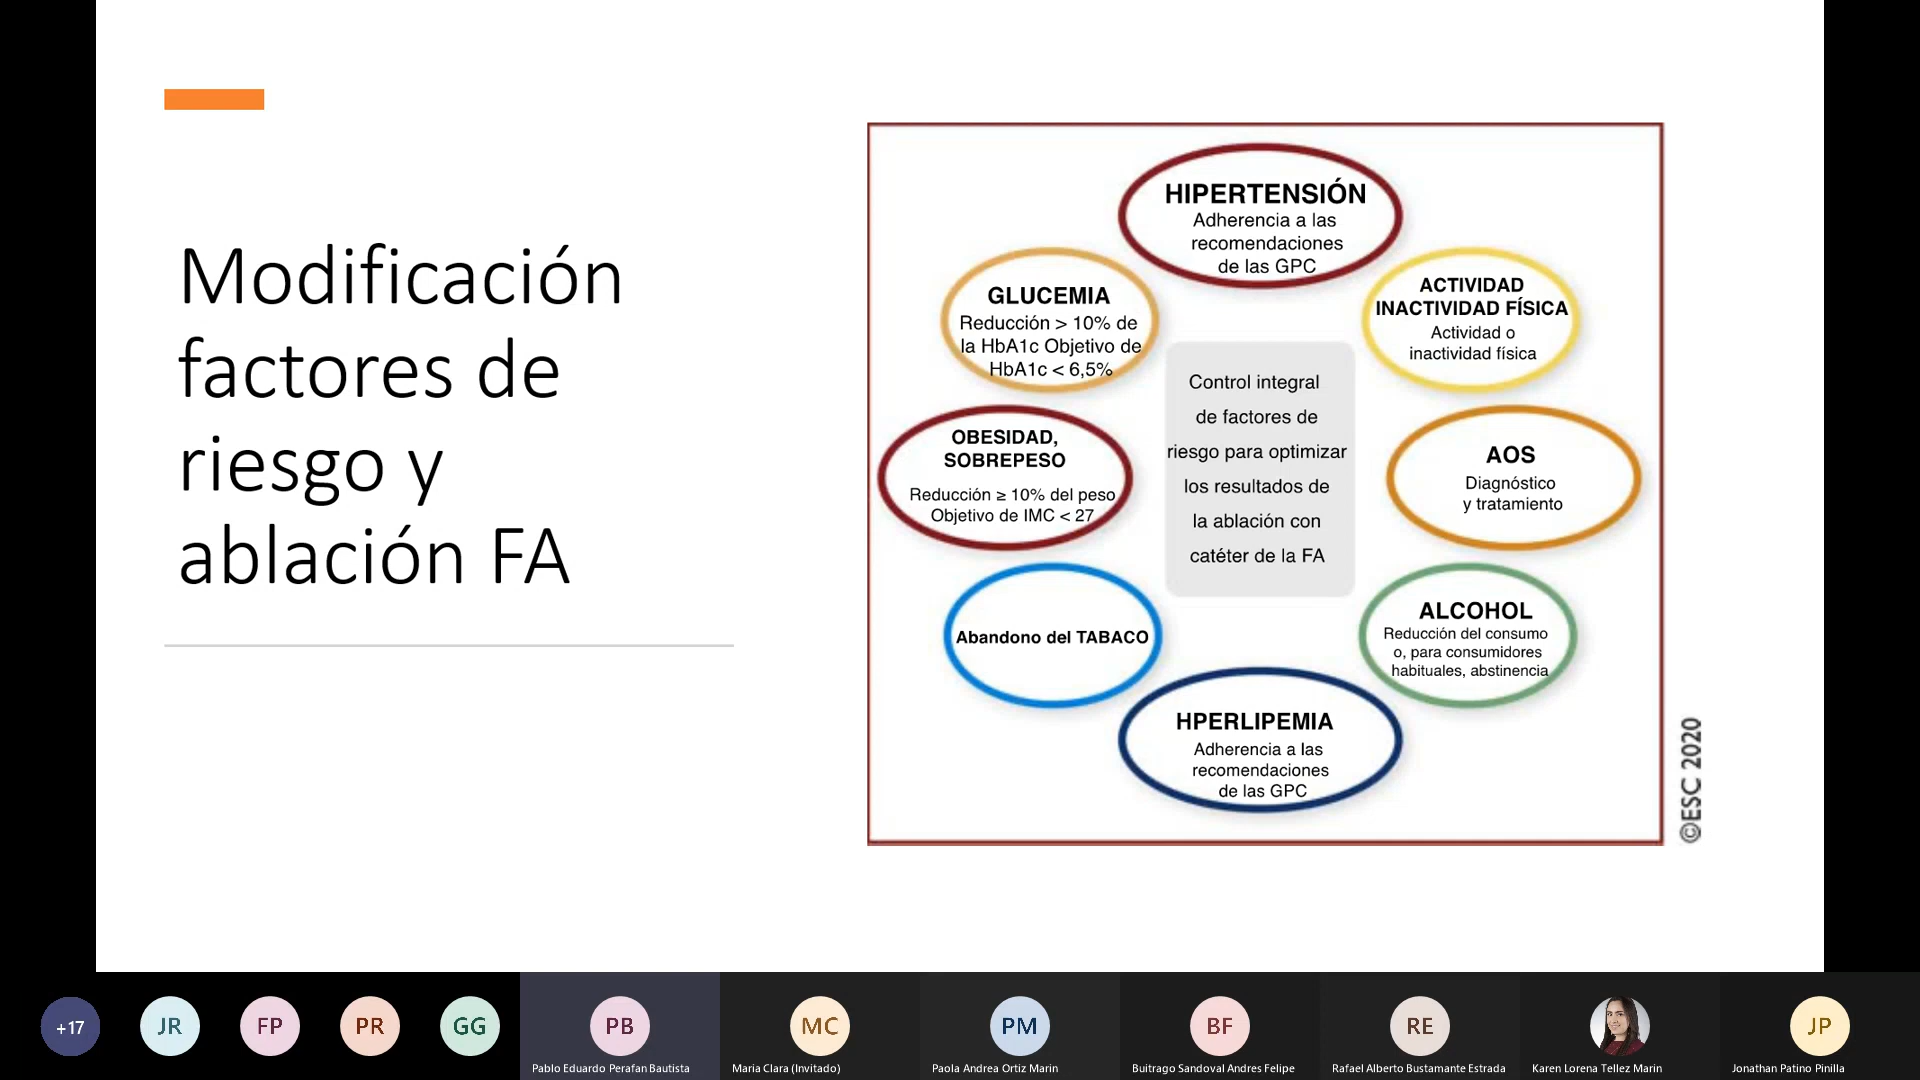 Modificación
factores de
riesgo y
ablación FA
HIPERTENSIÓN
Adherencia a las
recomendaciones
de las GPC
GLUCEMIA
Reducción > 10% de
la HbA1c Objetivo de
HbA1c < 6,5%
ACTIVIDAD
INACTIVIDAD FÍSICA
Actividad o
inactividad física
Control integral
de factores de
riesgo para optimizar
los resultados de
la ablación con
catéter de la FA
OBESIDAD,
SOBREPESO
Reducción ≥ 10% del peso
Objetivo de IMC < 27
AOS
Diagnóstico
y tratamiento
Abandono del TABACO
ALCOHOL
Reducción del consumo
o, para consumidores
habituales, abstinencia
HPERLIPEMIA
Adherencia a las
recomendaciones
de las GPC
©ESC 2020
+17
JR
FP
PR
GG
PB
Pablo Eduardo Perafan Bautista
MC
Maria Clara (Invitado)
PM
Paola Andrea Ortiz Marin
BF
Buitrago Sandoval Andres Felipe
RE
Rafael Alberto Bustamante Estrada
Karen Lorena Tellez Marin
JP
Jonathan Patino Pinilla